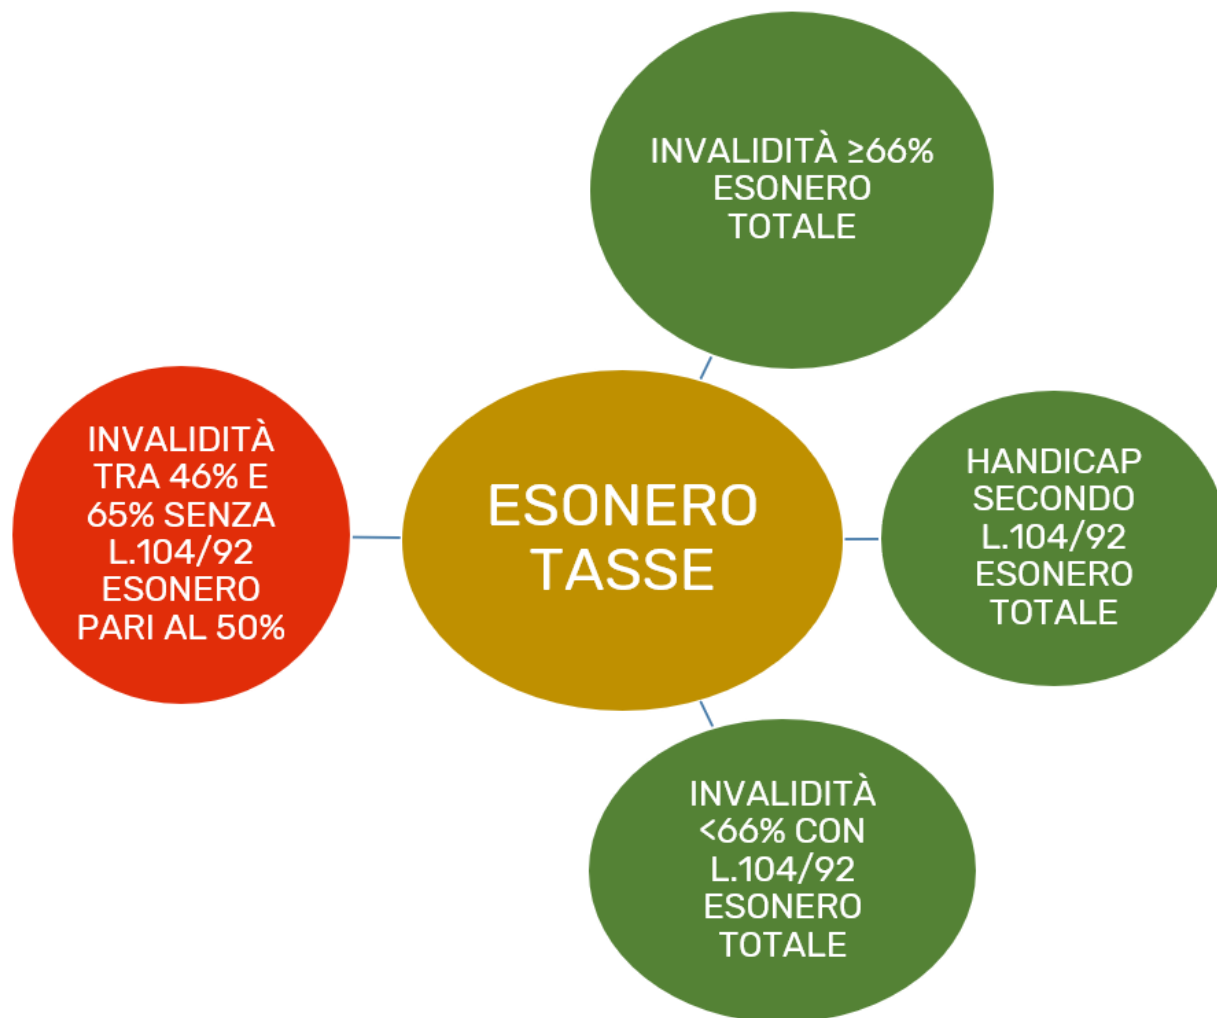 INVALIDITÀ ≥66%
ESONERO
TOTALE
INVALIDITÀ
TRA 46% E
65% SENZA
L.104/92
ESONERO
PARI AL 50%
ESONERO
TASSE
HANDICAP
SECONDO
L.104/92
ESONERO
TOTALE
INVALIDITÀ
<66% CON
L.104/92
ESONERO
TOTALE